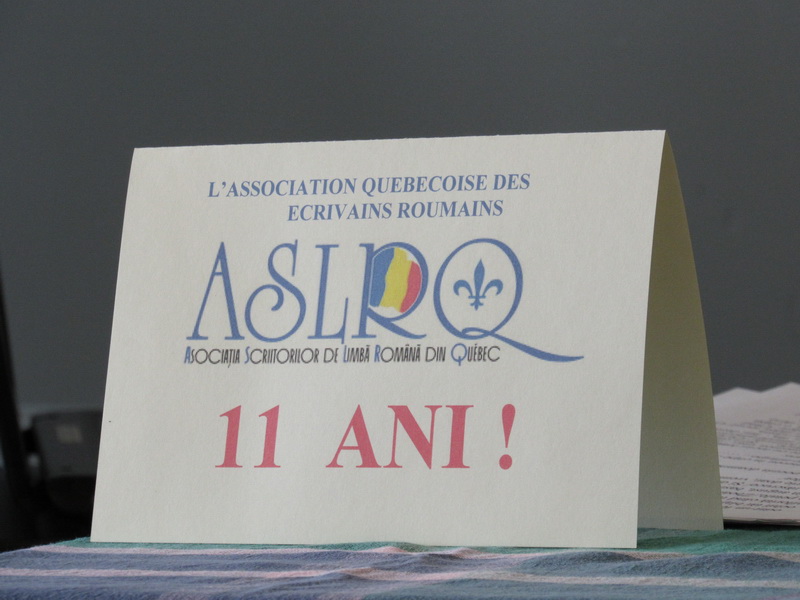 L'ASSOCIATION QUEBECOISE DES
ECRIVAINS ROUMAINS
ASLRQ
ASOCIAȚIA SCRIITORILOR DE LIMBĂ ROMÂNĂ DIN QUÉBEC
11 ANI !